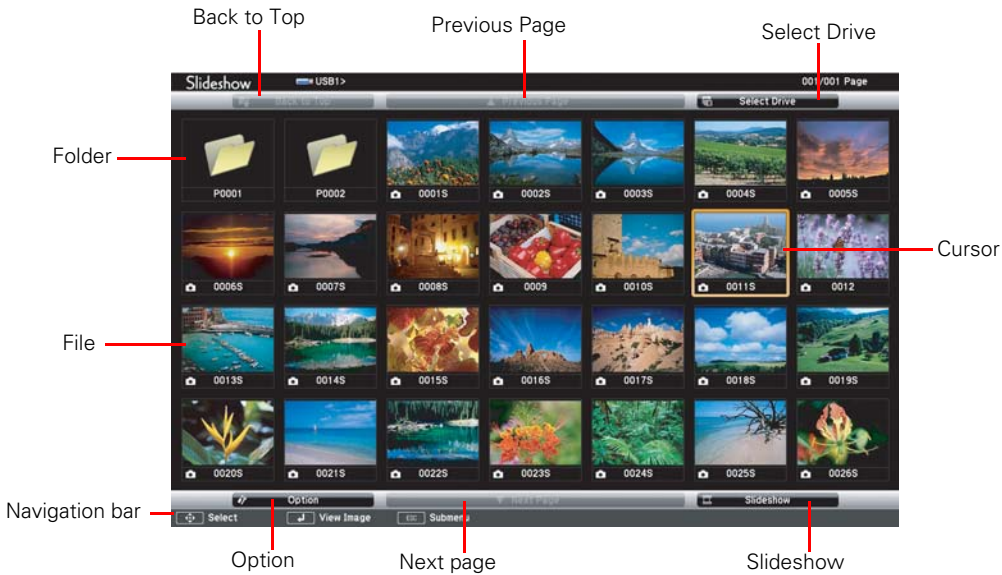 Back to Top
Previous Page
Select Drive
Slideshow USB1> 001/001 Page
Back to Top Previous Page Select Drive
Folder
P0001 P0002 0001S 0002S 0003S 0004S 0005S
Cursor
0006S 0007S 0008S 0009 0010S 0011S 0012
File
0013S 0014S 0015S 0016S 0017S 0018S 0019S
0020S 0021S 0022S 0023S 0024S 0025S 0026S
Option Next Page Slideshow
Navigation bar
Select View Image ESC Submenu
Option
Next page
Slideshow